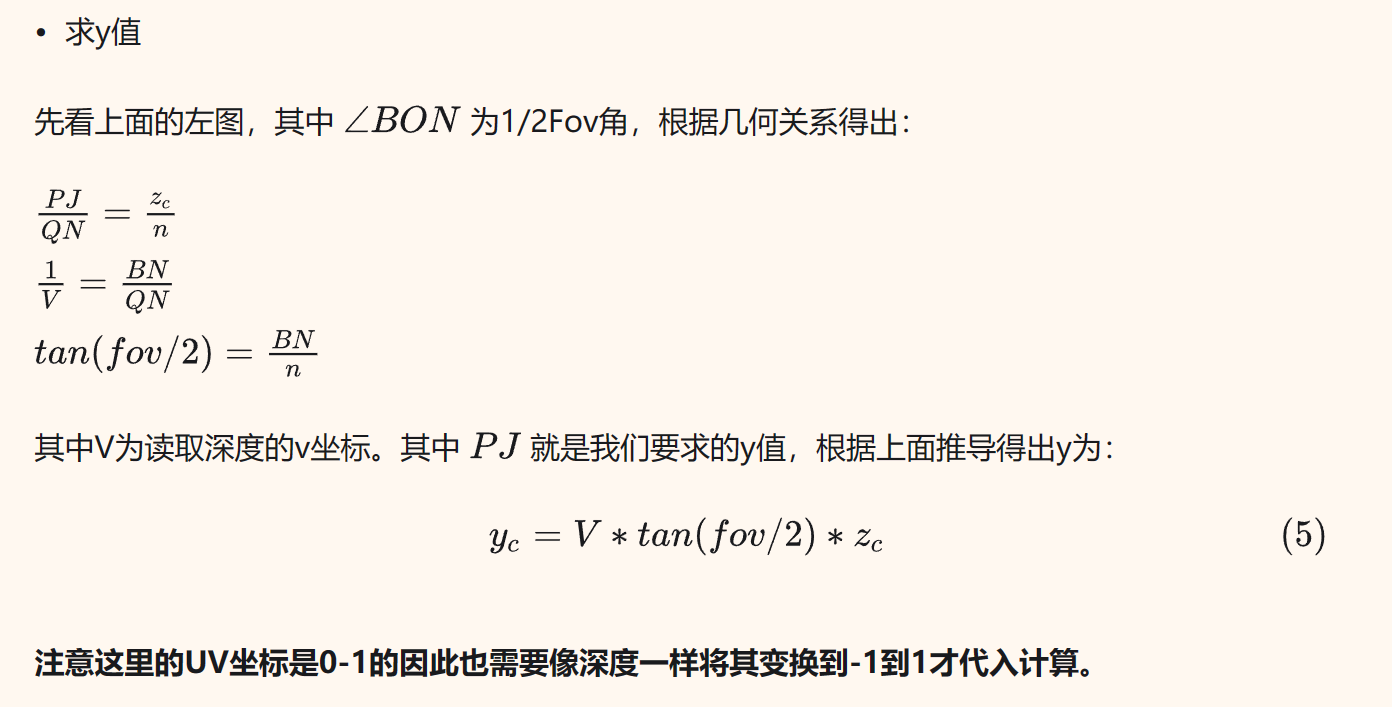 • 求y值
先看上面的左图，其中 ∠BON 为1/2Fov角，根据几何关系得出：
\frac{PJ}{QN} = \frac{z_c}{n}
\frac{1}{V} = \frac{BN}{QN}
tan(fov/2) = \frac{BN}{n}
其中V为读取深度的v坐标。其中 PJ 就是我们要求的y值，根据上面推导得出y为：
y_c = V * tan(fov/2) * z_c (5)
注意这里的UV坐标是0-1的因此也需要像深度一样将其变换到-1到1才代入计算。